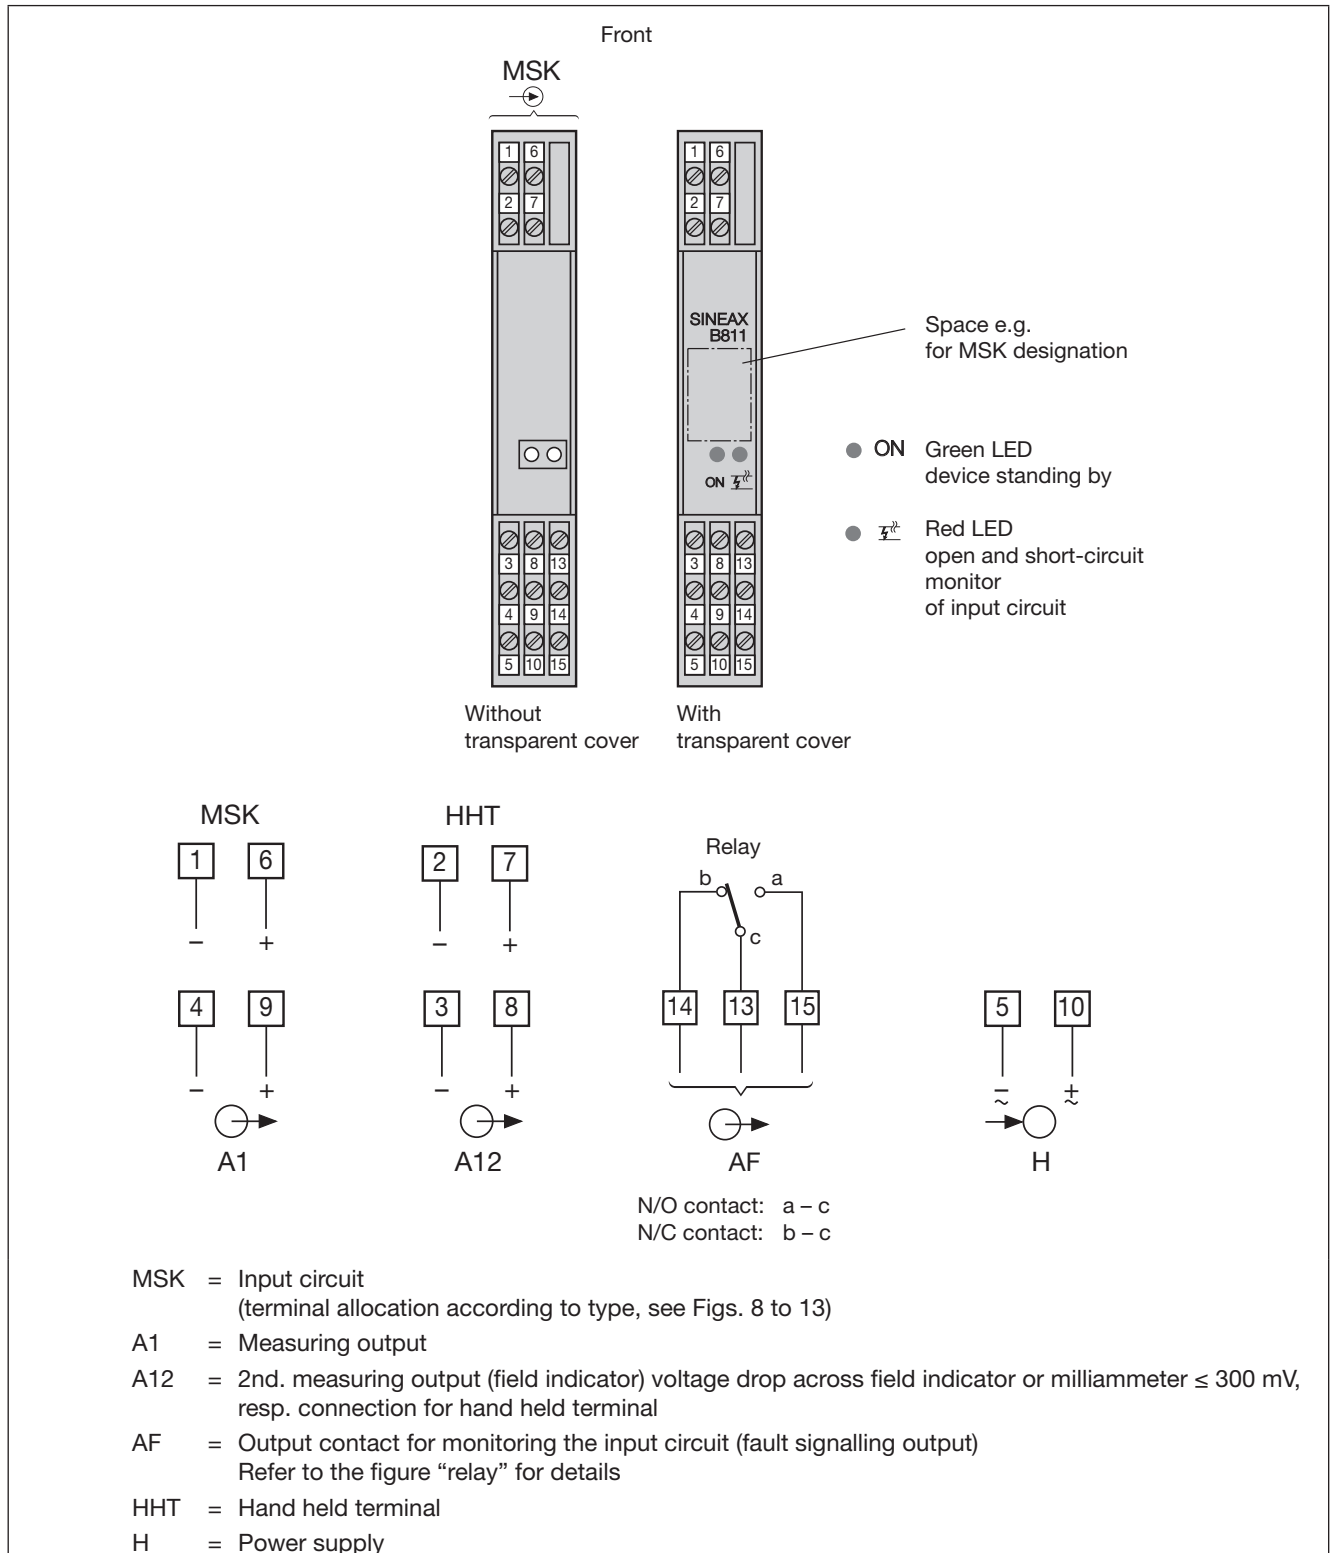 Front
MSK
1 6
2 7
1 6
2 7
SINEAX
B811
Space e.g.
for MSK designation
ON
Green LED
device standing by
ON
Red LED
open and short-circuit
monitor
of input circuit
3 8 13
4 9 14
5 10 15
3 8 13
4 9 14
5 10 15
Without
transparent cover
With
transparent cover
MSK
1 6
– +
HHT
2 7
– +
Relay
b a
c
4 9
– +
A1
3 8
– +
A12
14 13 15
AF
5 10
– +
~ ~
H
N/O contact: a – c
N/C contact: b – c
MSK = Input circuit
(terminal allocation according to type, see Figs. 8 to 13)
A1 = Measuring output
A12 = 2nd. measuring output (field indicator) voltage drop across field indicator or milliammeter ≤ 300 mV,
resp. connection for hand held terminal
AF = Output contact for monitoring the input circuit (fault signalling output)
Refer to the figure “relay” for details
HHT = Hand held terminal
H = Power supply